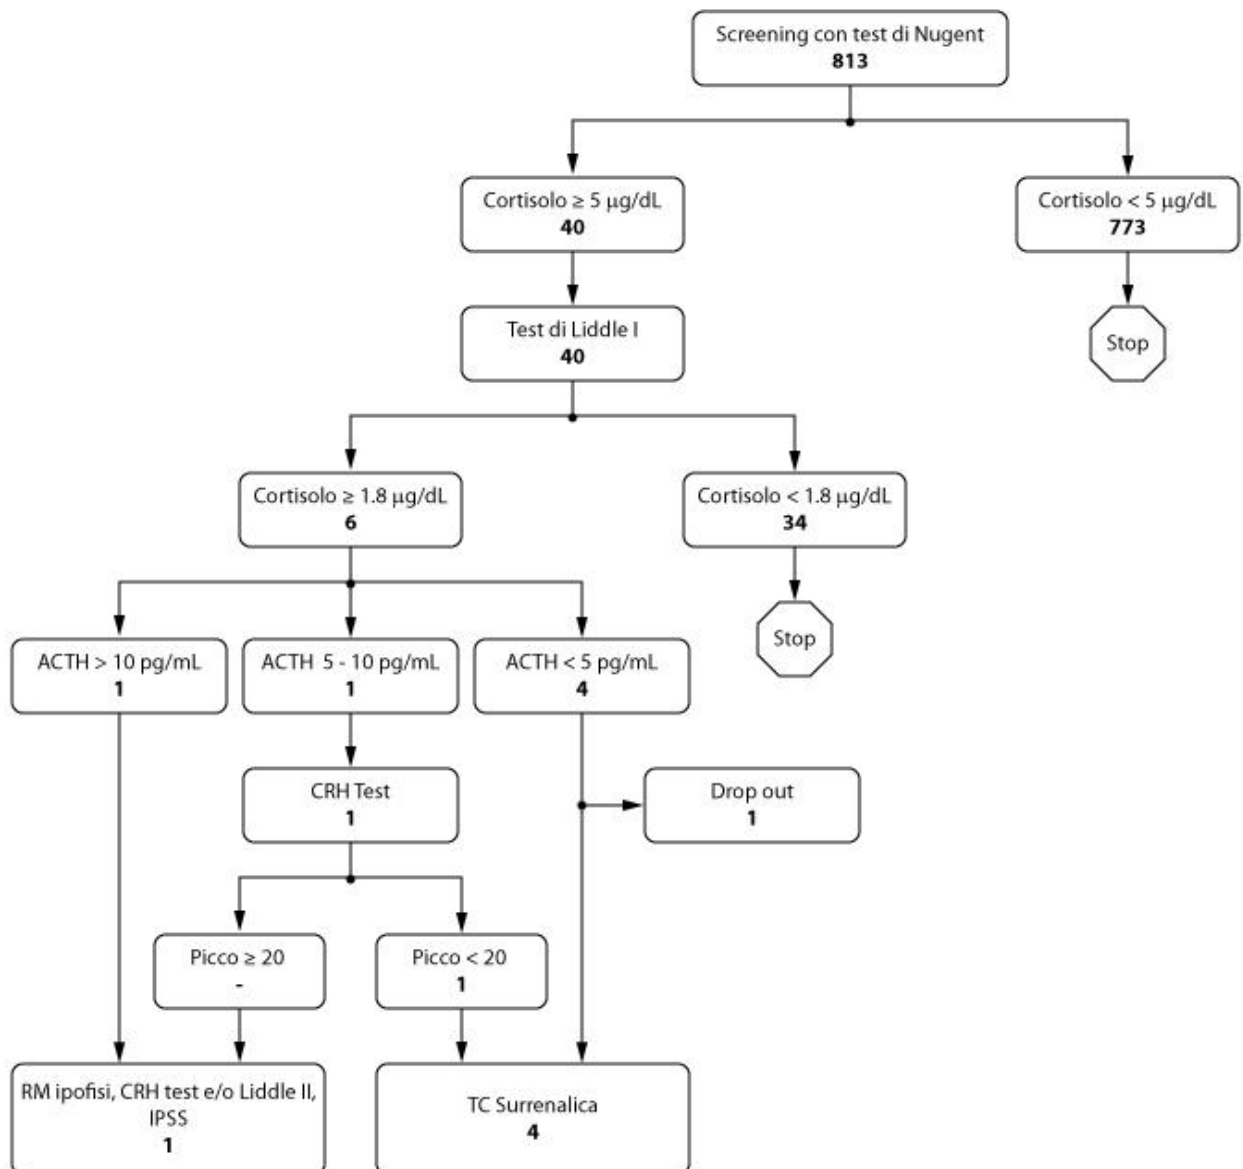 Screening con test di Nugent
813
Cortisolo ≥ 5 μg/dL
40
Cortisolo < 5 μg/dL
773
Test di Liddle I
40
Stop
Cortisolo ≥ 1.8 μg/dL
6
Cortisolo < 1.8 μg/dL
34
Stop
ACTH > 10 pg/mL
1
ACTH 5 - 10 pg/mL
1
ACTH < 5 pg/mL
4
CRH Test
1
Drop out
1
Picco ≥ 20
-
Picco < 20
1
RM ipofisi, CRH test e/o Liddle II,
IPSS
1
TC Surrenalica
4